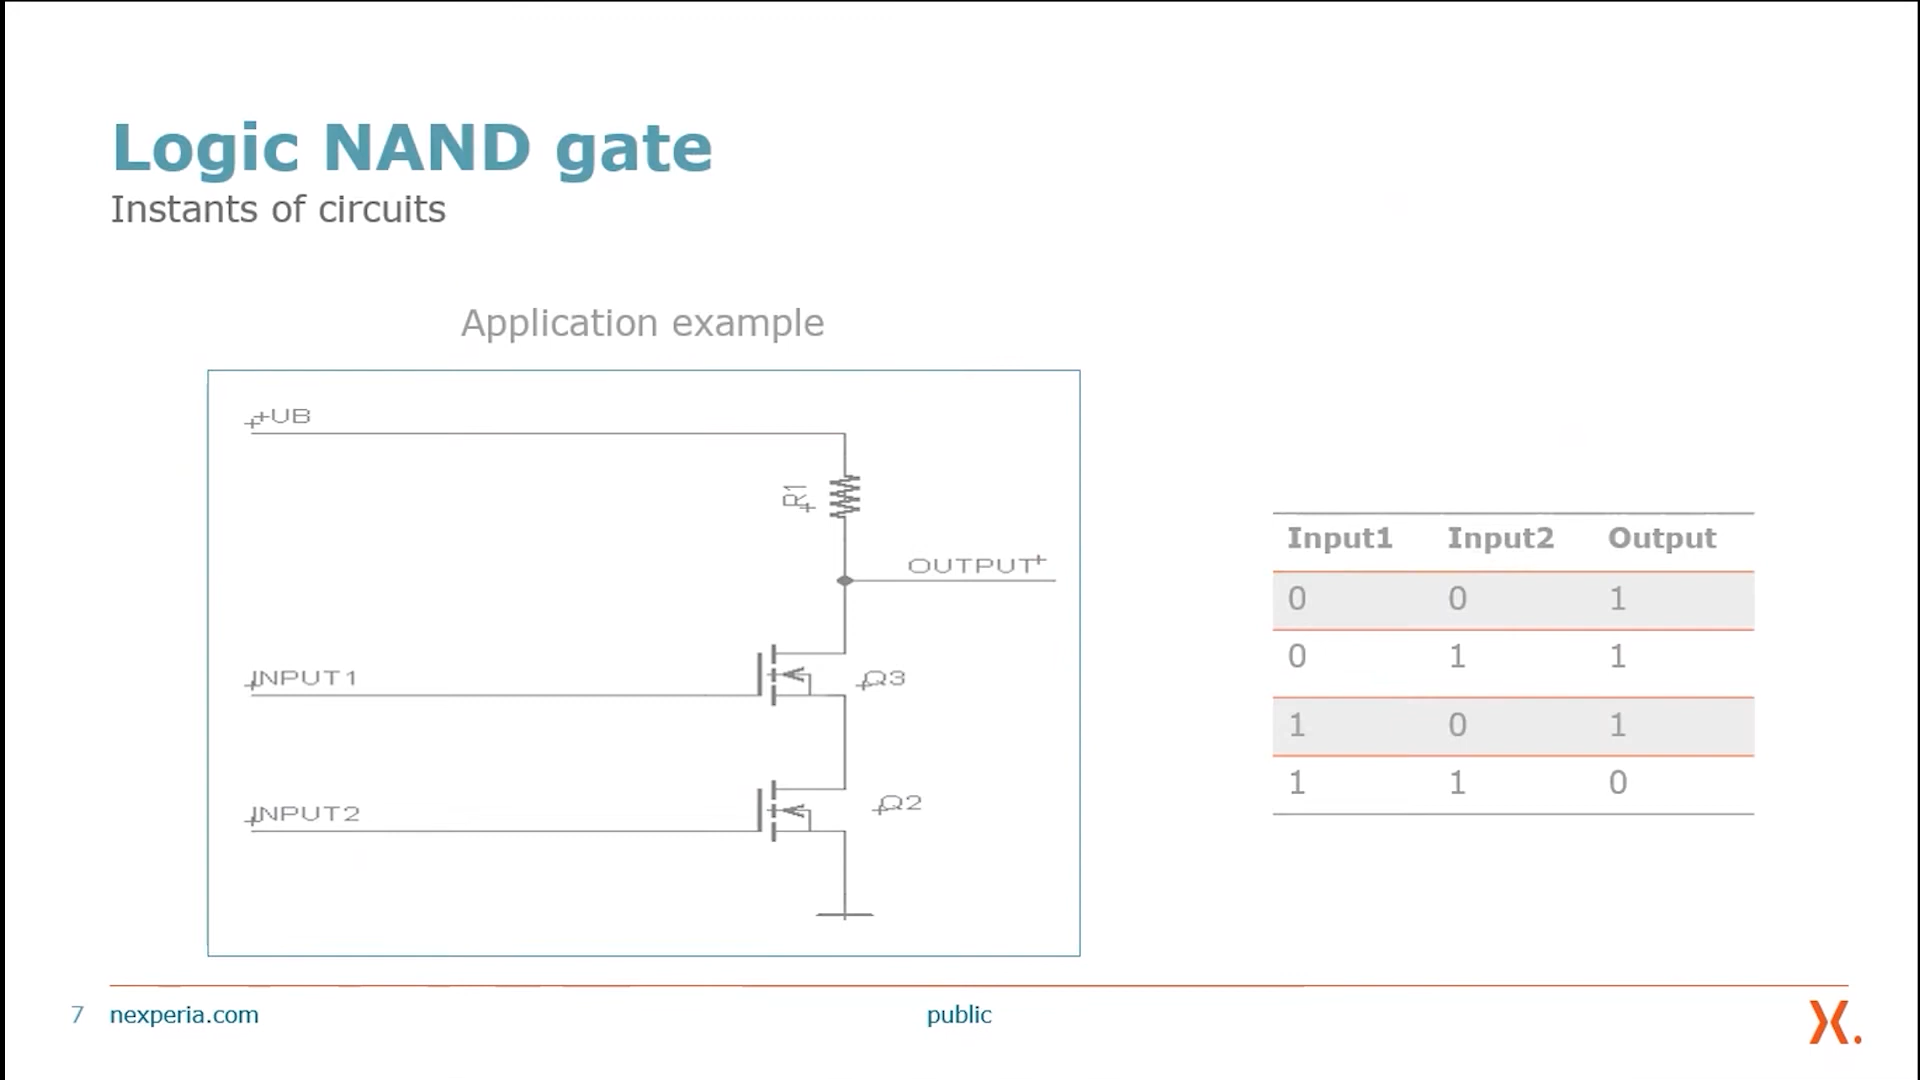 Logic NAND gate
Instants of circuits
Application example
+UB
R1
OUTPUT
INPUT1
Q3
INPUT2
Q2
Input1 Input2 Output
0 0 1
0 1 1
1 0 1
1 1 0
7 nexperia.com public